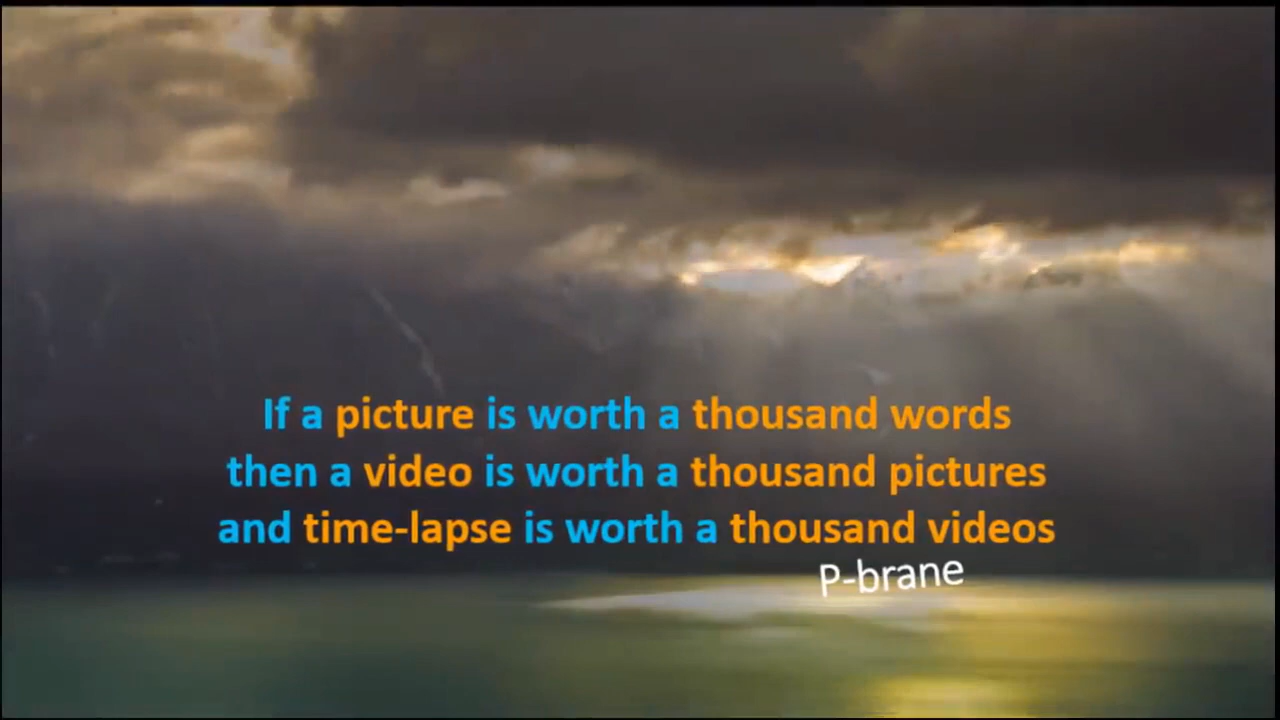 If a picture is worth a thousand words
then a video is worth a thousand pictures
and time-lapse is worth a thousand videos
P-brane